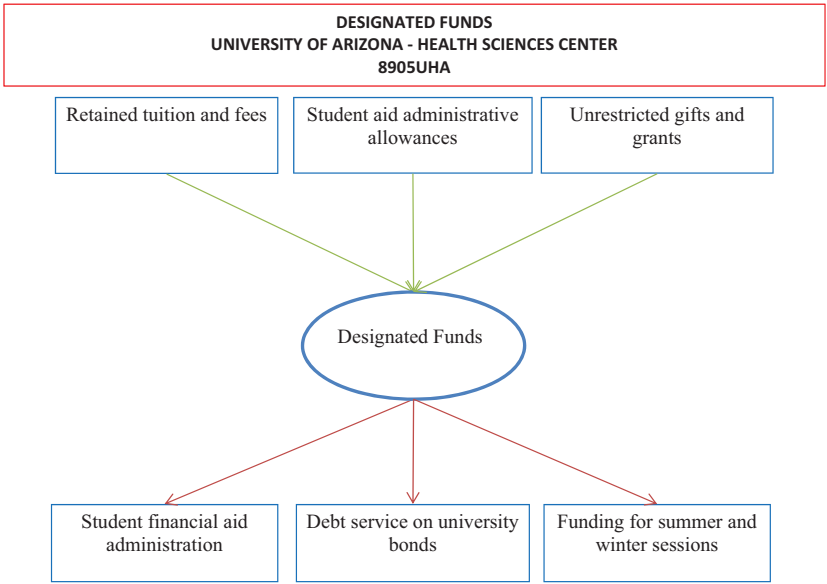 DESIGNATED FUNDS
UNIVERSITY OF ARIZONA - HEALTH SCIENCES CENTER
8905UHA
Retained tuition and fees
Student aid administrative
allowances
Unrestricted gifts and
grants
Designated Funds
Student financial aid
administration
Debt service on university
bonds
Funding for summer and
winter sessions